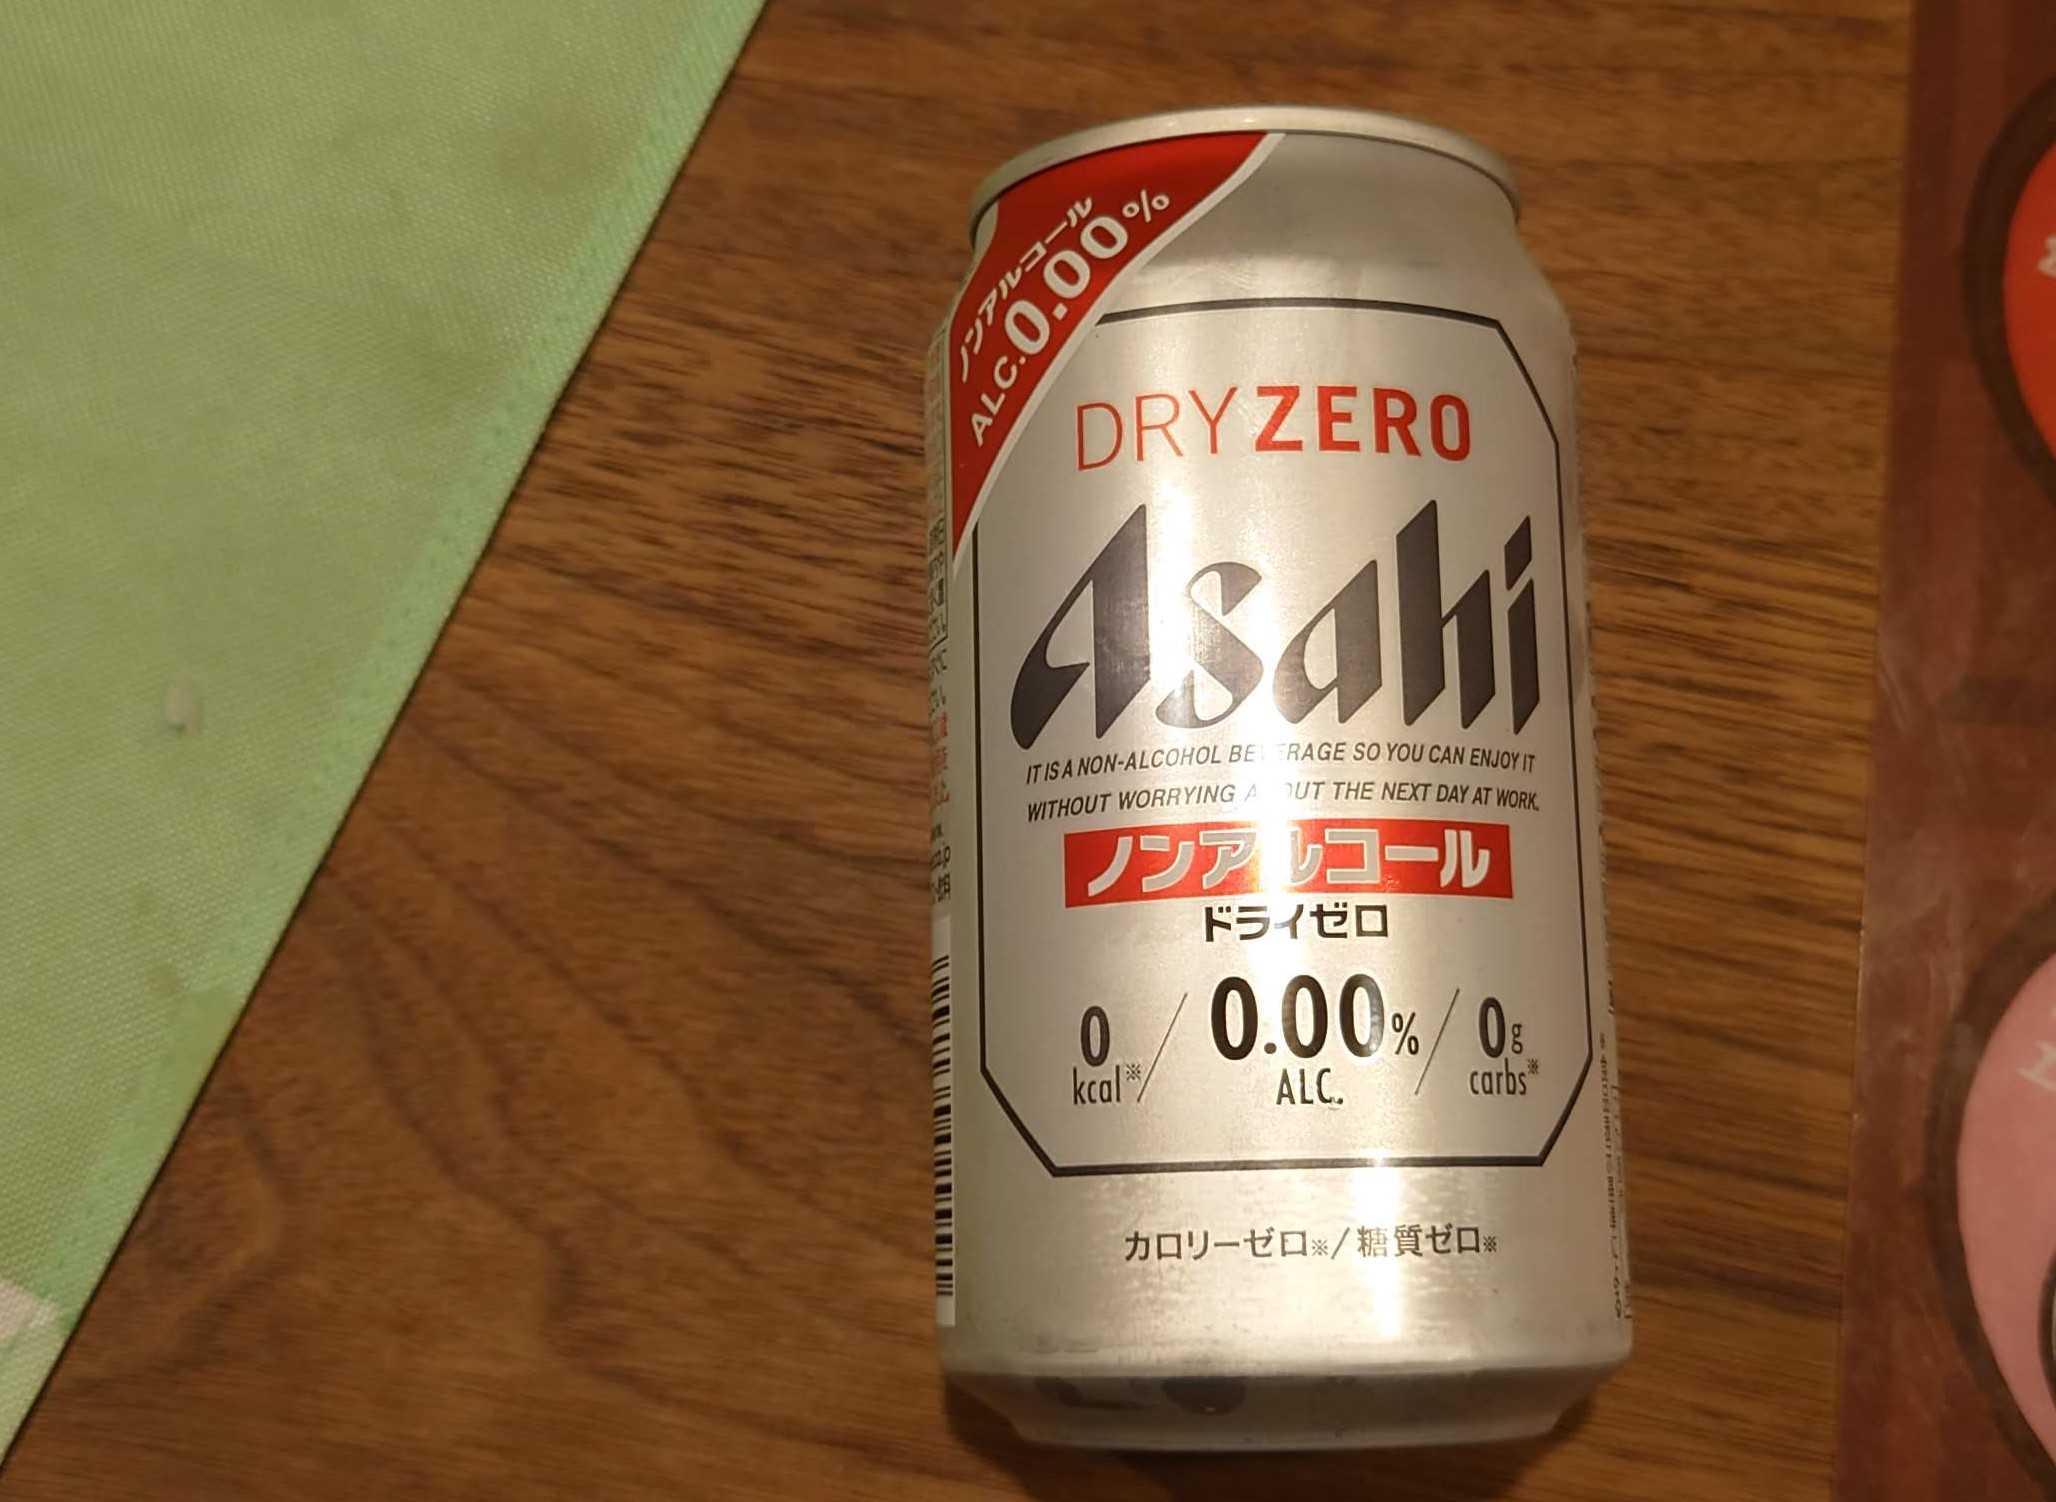 ノンアルコール
ALC.0.00%
DRY ZERO
Asahi
IT IS A NON-ALCOHOL BEVERAGE SO YOU CAN ENJOY IT
WITHOUT WORRYING ABOUT THE NEXT DAY AT WORK.
ノンアルコール
ドライゼロ
0 kcal※ / 0.00% ALC. / 0g carbs※
カロリーゼロ※/糖質ゼロ※